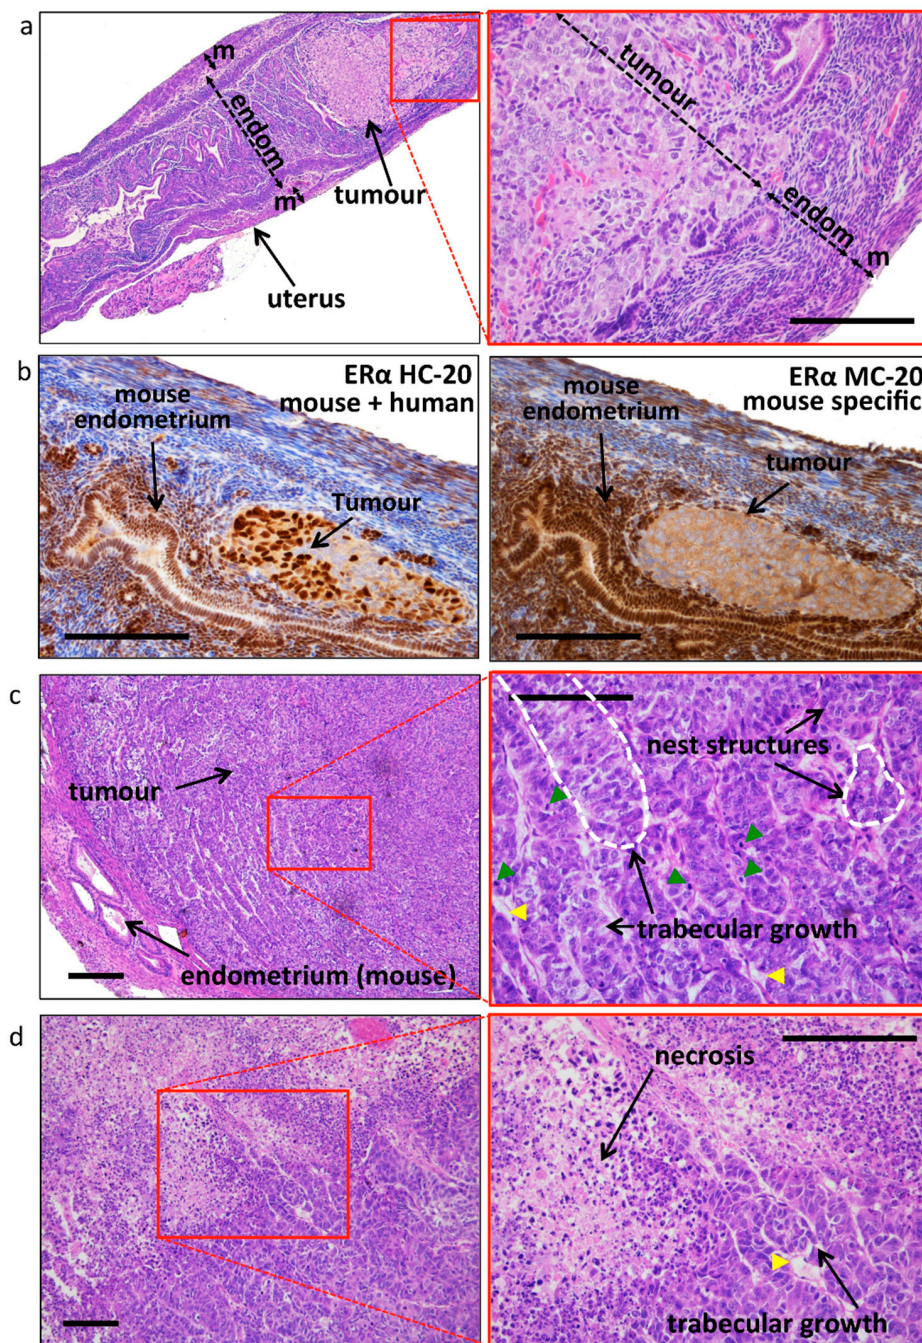 a
m
endom
m
tumour
uterus
tumour
endom
m
b
ERα HC-20
mouse + human
mouse
endometrium
Tumour
ERα MC-20
mouse specific
mouse
endometrium
tumour
c
tumour
endometrium (mouse)
nest structures
trabecular growth
d
necrosis
trabecular growth